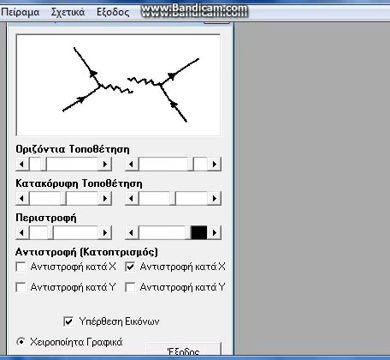 Πείραμα Σχετικά Εξοδος www.Bandicam.com
Οριζόντια Τοποθέτηση
Κατακόρυφη Τοποθέτηση
Περιστροφή
Αντιστροφή (Κατοπτρισμός)
Αντιστροφή κατά Χ Αντιστροφή κατά Χ
Αντιστροφή κατά Υ Αντιστροφή κατά Υ
Υπέρθεση Εικόνων
Χειροποίητα Γραφικά
Έξοδος